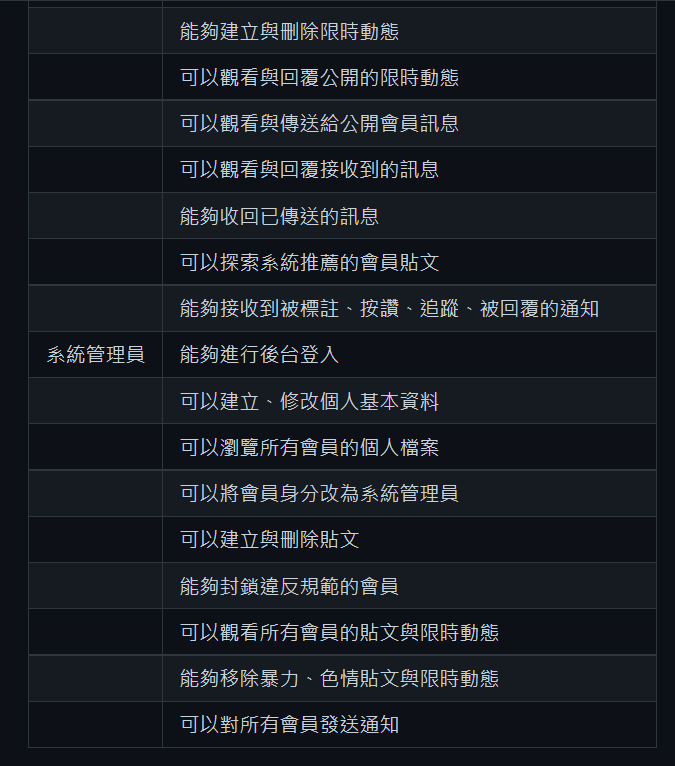 能夠建立與刪除限時動態
可以觀看與回覆公開的限時動態
可以觀看與傳送給公開會員訊息
可以觀看與回覆接收到的訊息
能夠收回已傳送的訊息
可以探索系統推薦的會員貼文
能夠接收到被標註、按讚、追蹤、被回覆的通知
系統管理員 能夠進行後台登入
可以建立、修改個人基本資料
可以瀏覽所有會員的個人檔案
可以將會員身分改為系統管理員
可以建立與刪除貼文
能夠封鎖違反規範的會員
可以觀看所有會員的貼文與限時動態
能夠移除暴力、色情貼文與限時動態
可以對所有會員發送通知